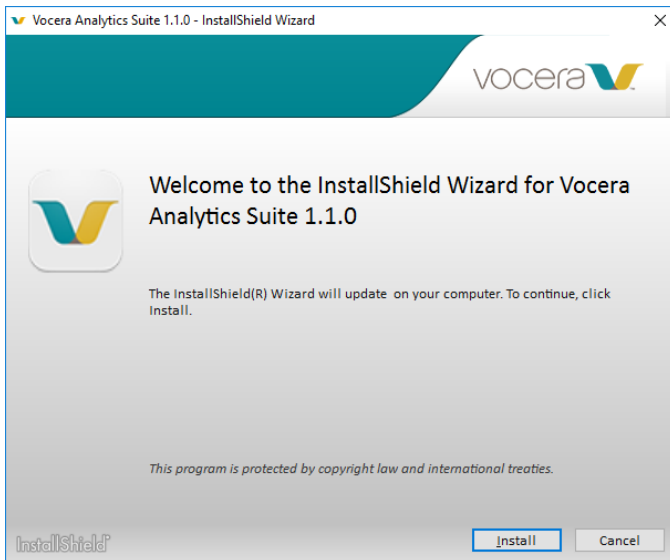 Vocera Analytics Suite 1.1.0 - InstallShield Wizard
vocera
Welcome to the InstallShield Wizard for Vocera
Analytics Suite 1.1.0
The InstallShield(R) Wizard will update  on your computer. To continue, click
Install.
This program is protected by copyright law and international treaties.
InstallShield
Install
Cancel